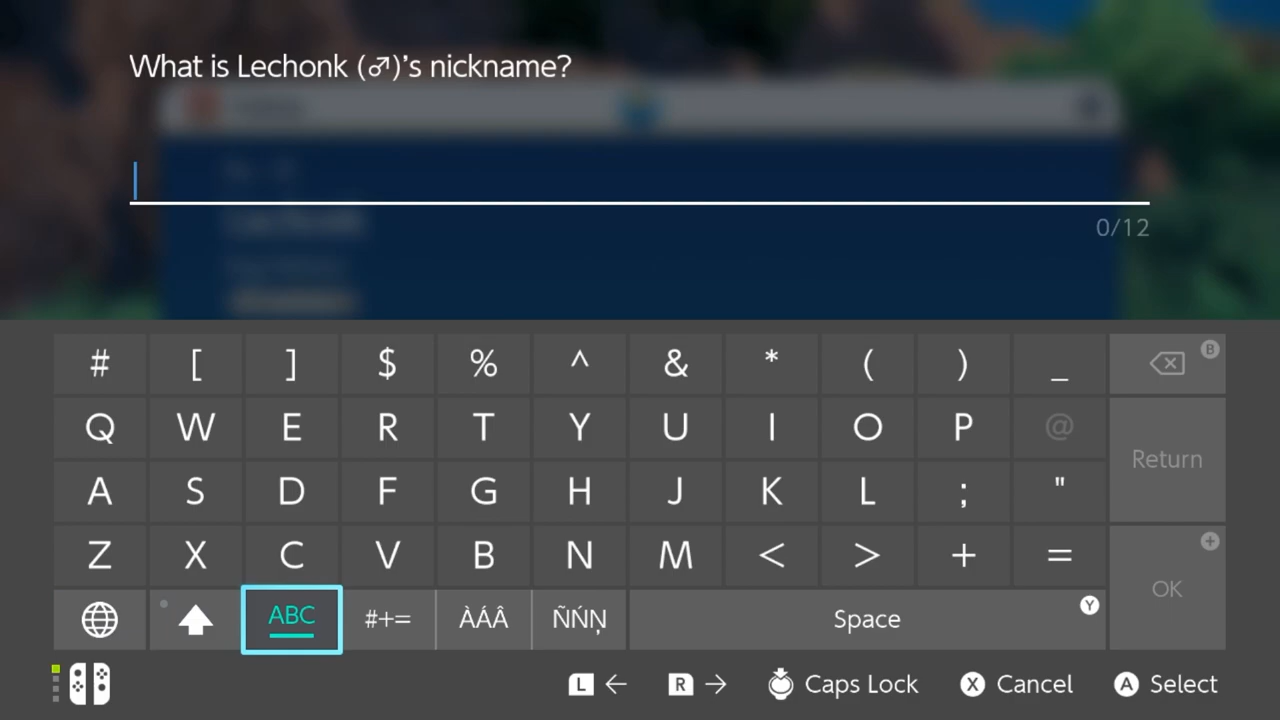 What is Lechonk (♂)'s nickname?
0/12
# [ ] $ % ^ & * ( ) _ B
Q W E R T Y U I O P @
Return
A S D F G H J K L ; "
Z X C V B N M < > + =
+
OK
ABC #+= ÀÁÂ ÑŃŅ Space Y
L ← R → Caps Lock X Cancel A Select